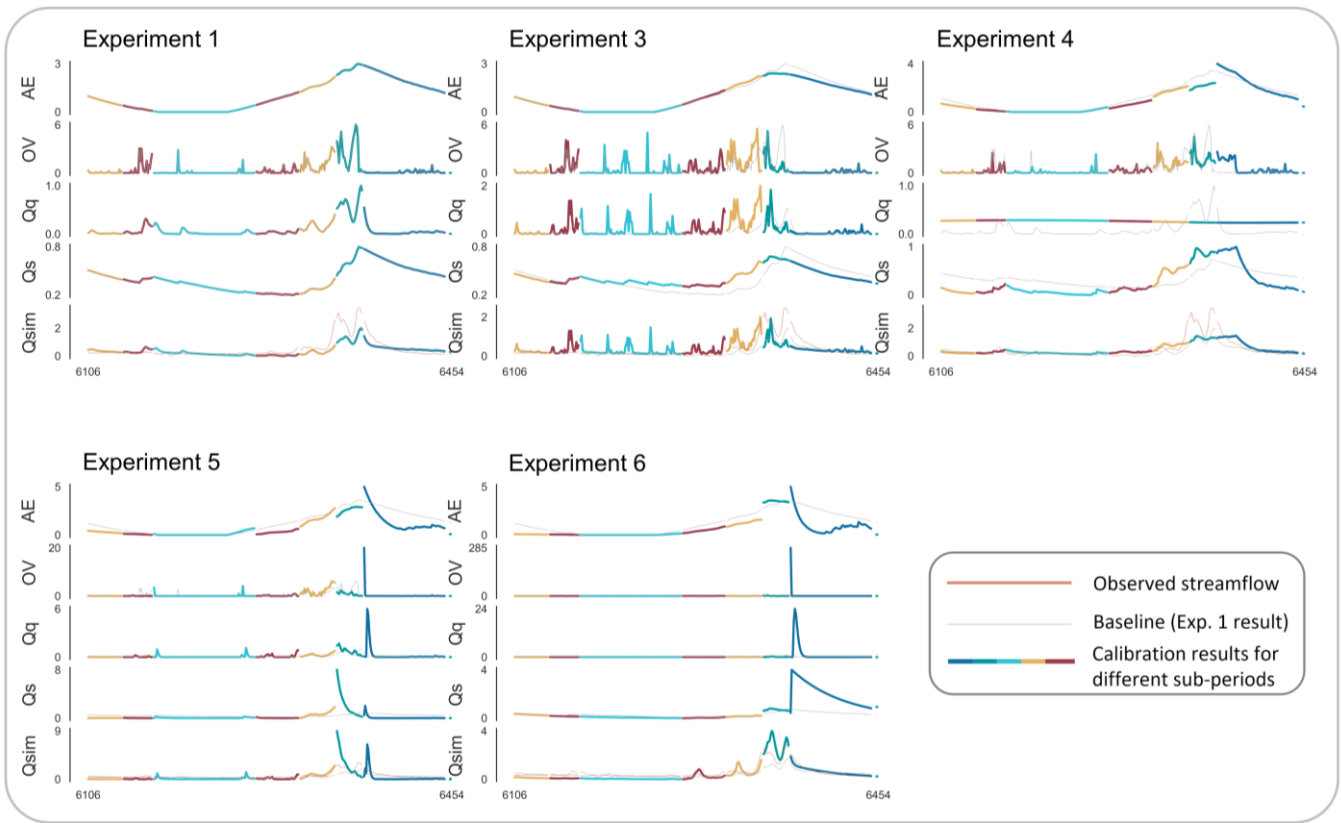 Experiment 1
3
AE
0
6
OV
0
1.0
Qq
0.0
0.8
Qs
0.2
2
Qsim
0
6106
6454
Experiment 3
3
AE
0
6
OV
0
2
Qq
0
0.8
Qs
0.2
2
Qsim
0
6106
6454
Experiment 4
4
AE
0
6
OV
0
1.0
Qq
0.0
1
Qs
0
2
Qsim
0
6106
6454
Experiment 5
5
AE
0
20
OV
0
6
Qq
0
8
Qs
0
9
Qsim
0
6106
6454
Experiment 6
5
AE
0
285
OV
0
24
Qq
0
4
Qs
0
4
Qsim
0
6106
6454
Observed streamflow
Baseline (Exp. 1 result)
Calibration results for
different sub-periods